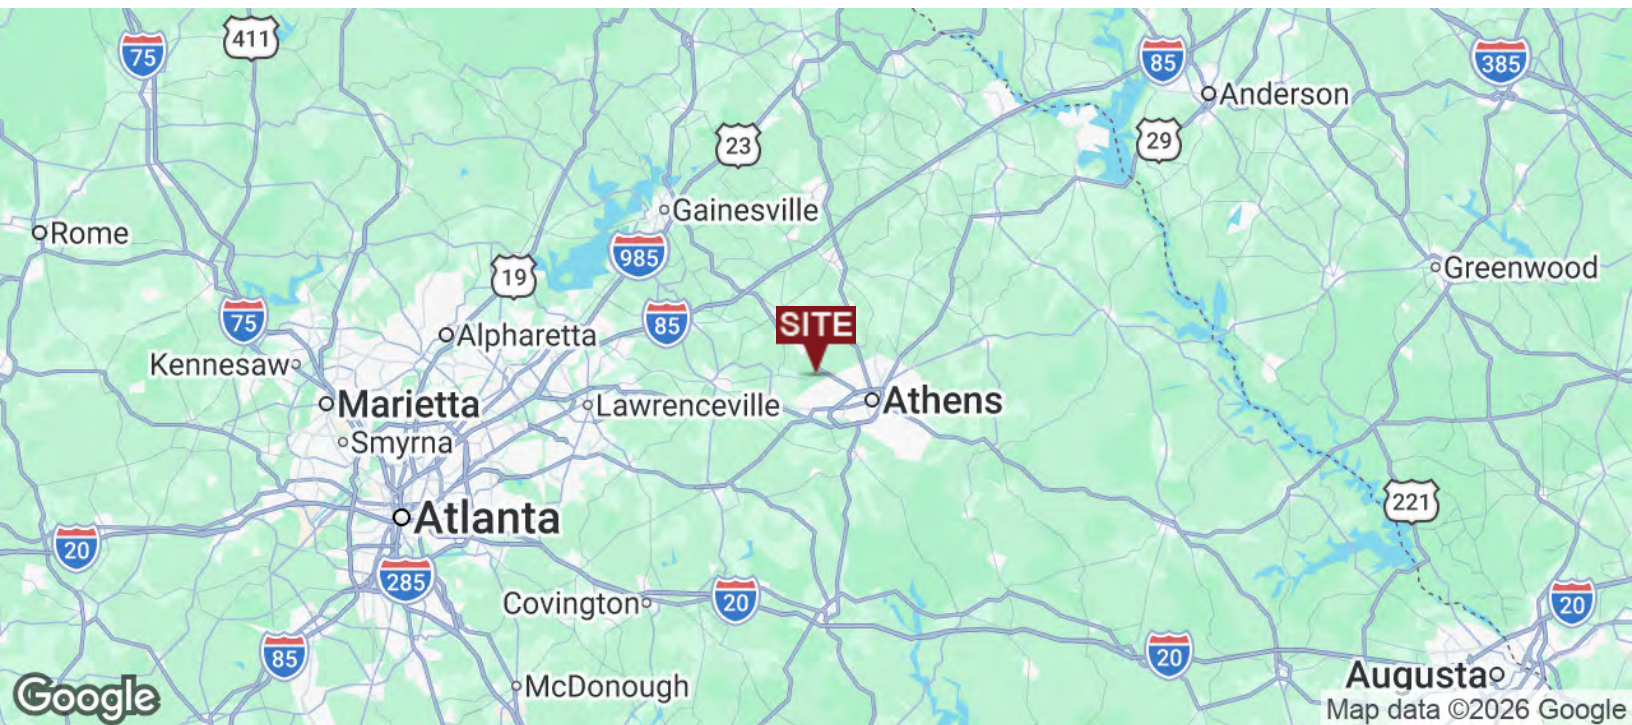 411
75
85
385
Anderson
23
29
Gainesville
Rome
985
19
Greenwood
75
85
SITE
Alpharetta
Kennesaw
Marietta
Lawrenceville
Athens
Smyrna
221
Atlanta
20
285
Covington
20
20
85
20
Augusta
McDonough
Google
Map data ©2026 Google